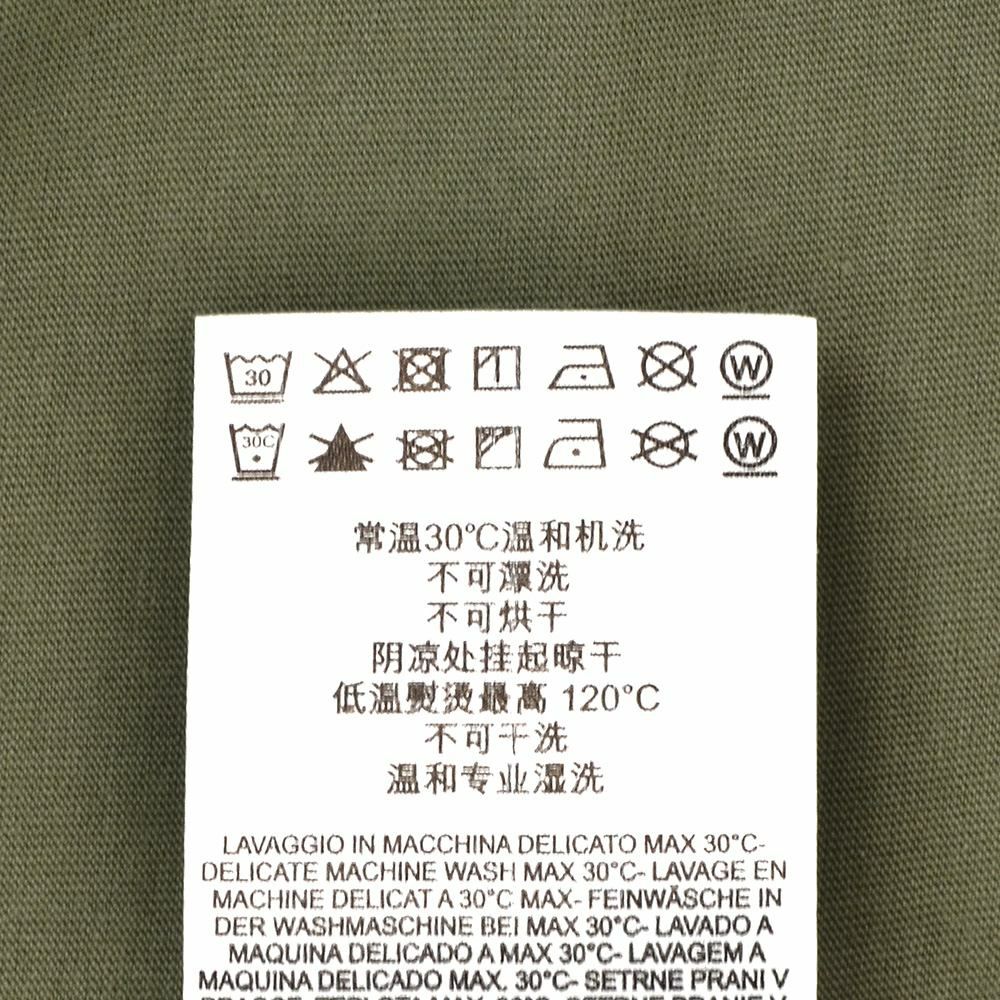 30 W
30C W
常温30°C温和机洗
不可漂洗
不可烘干
阴凉处挂起晾干
低温熨烫最高 120°C
不可干洗
温和专业湿洗
LAVAGGIO IN MACCHINA DELICATO MAX 30°C-
DELICATE MACHINE WASH MAX 30°C- LAVAGE EN
MACHINE DELICAT A 30°C MAX- FEINWÄSCHE IN
DER WASHMASCHINE BEI MAX 30°C- LAVADO A
MAQUINA DELICADO A MAX 30°C- LAVAGEM A
MAQUINA DELICADO MAX. 30°C- SETRNE PRANI V